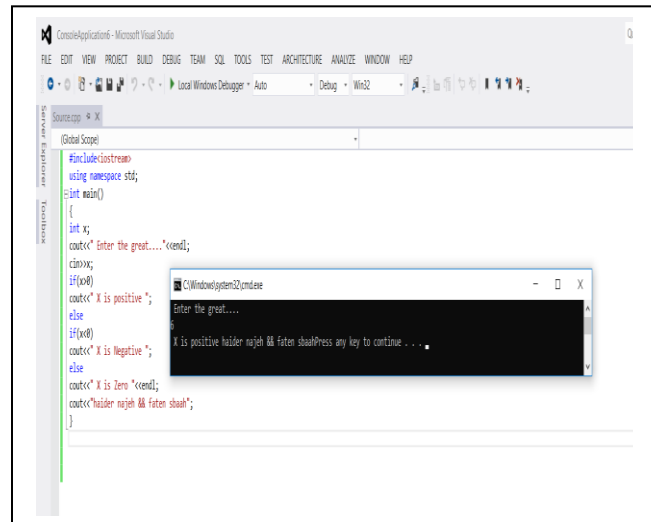 ConsoleApplication6 - Microsoft Visual Studio
FILE EDIT VIEW PROJECT BUILD DEBUG TEAM SQL TOOLS TEST ARCHITECTURE ANALYZE WINDOW HELP
Local Windows Debugger Auto Debug Win32
Server Explorer
Toolbox
Source.cpp
(Global Scope)
#include<iostream>
using namespace std;
int main()
{
int x;
cout<<" Enter the great...."<<endl;
cin>>x;
if(x>0)
cout<<" X is positive ";
else
if(x<0)
cout<<" X is Negative ";
else
cout<<" X is Zero "<<endl;
cout<<"haider najeh && faten sbaah";
}
C:\Windows\system32\cmd.exe
Enter the great....
6
X is positive haider najeh && faten sbaahPress any key to continue . . .